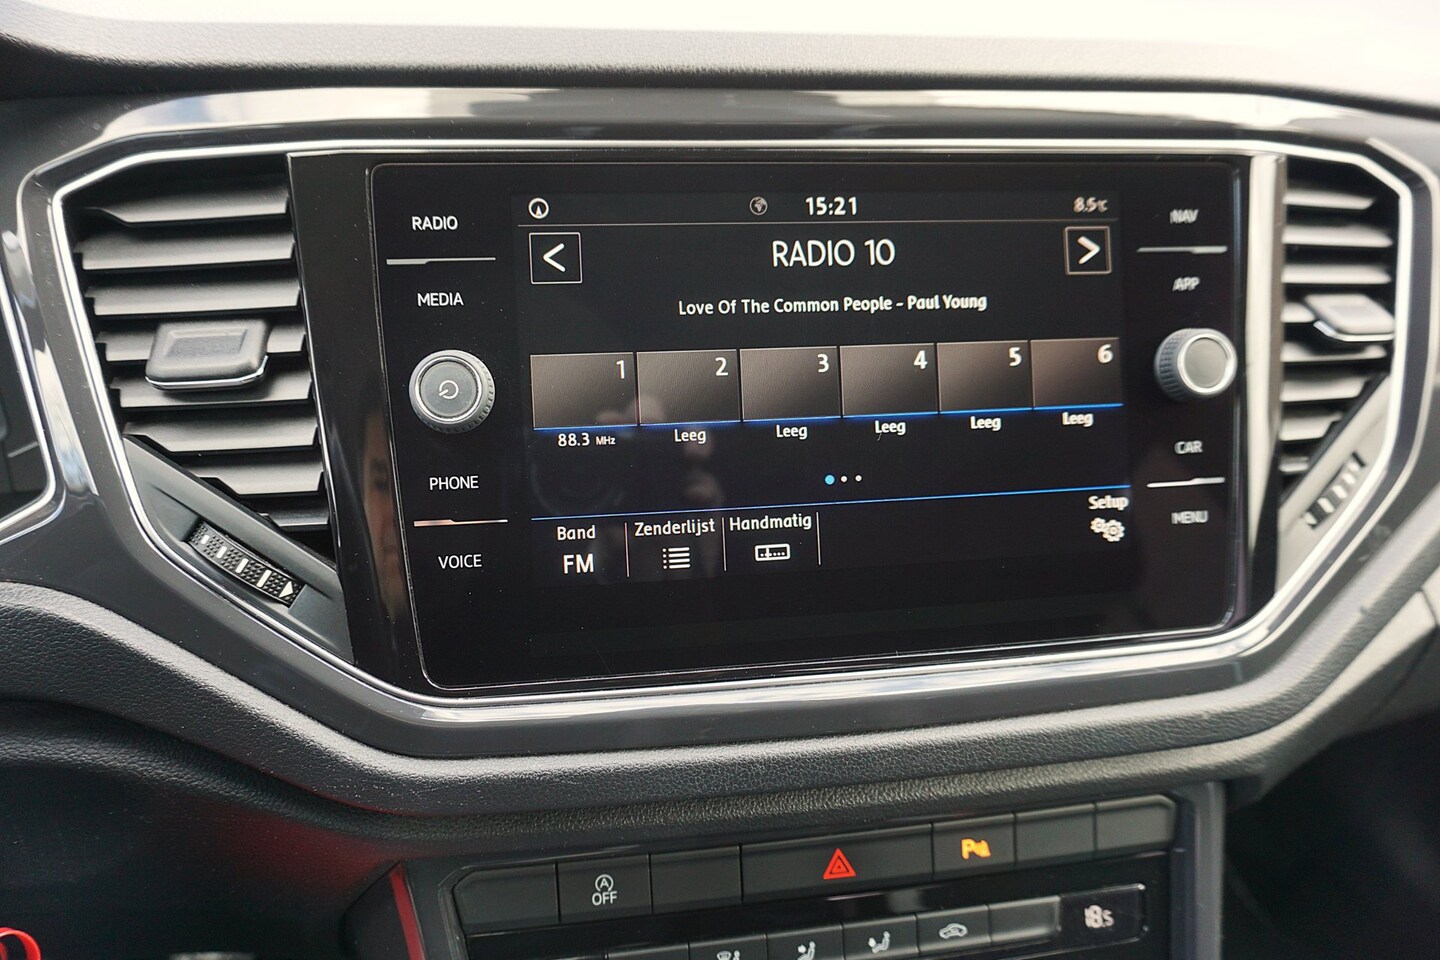 RADIO
MEDIA
PHONE
VOICE
15:21
8.5°C
RADIO 10
Love Of The Common People - Paul Young
1 2 3 4 5 6
88.3 MHz Leeg Leeg Leeg Leeg Leeg
Band Zenderlijst Handmatig Setup
FM
NAV
APP
CAR
MENU
A
OFF
P
18.5